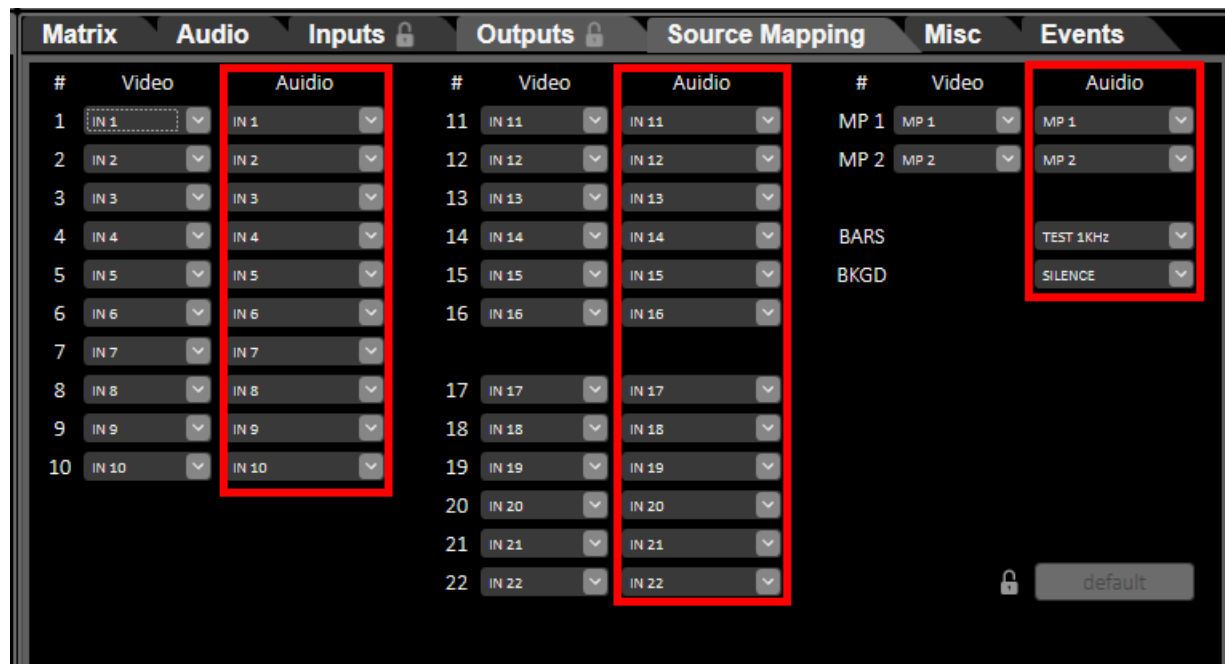 Matrix Audio Inputs Outputs Source Mapping Misc Events
# Video Auidio # Video Auidio # Video Auidio
1 IN 1 IN 1 11 IN 11 IN 11 MP 1 MP 1 MP 1
2 IN 2 IN 2 12 IN 12 IN 12 MP 2 MP 2 MP 2
3 IN 3 IN 3 13 IN 13 IN 13
4 IN 4 IN 4 14 IN 14 IN 14 BARS TEST 1KHz
5 IN 5 IN 5 15 IN 15 IN 15 BKGD SILENCE
6 IN 6 IN 6 16 IN 16 IN 16
7 IN 7 IN 7
8 IN 8 IN 8 17 IN 17 IN 17
9 IN 9 IN 9 18 IN 18 IN 18
10 IN 10 IN 10 19 IN 19 IN 19
20 IN 20 IN 20
21 IN 21 IN 21
22 IN 22 IN 22 default